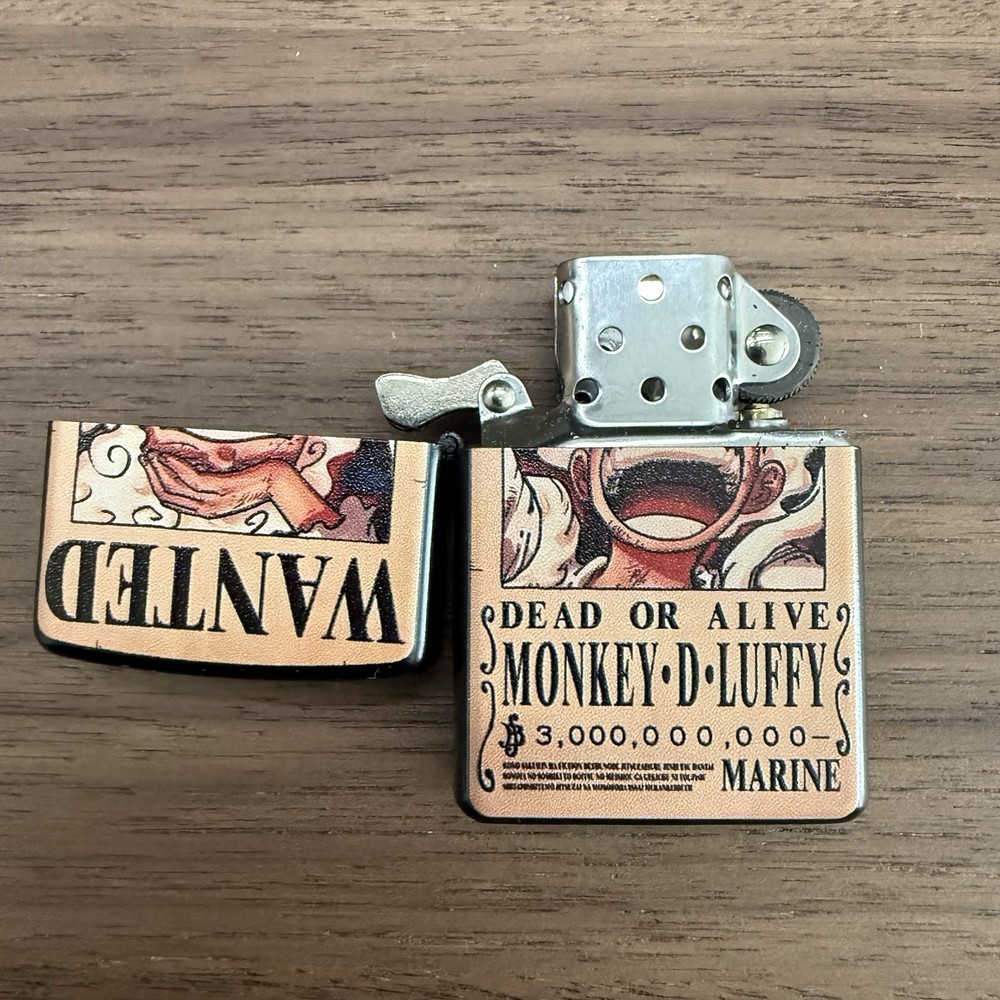 WANTED
DEAD OR ALIVE
MONKEY•D•LUFFY
3,000,000,000–
MARINE